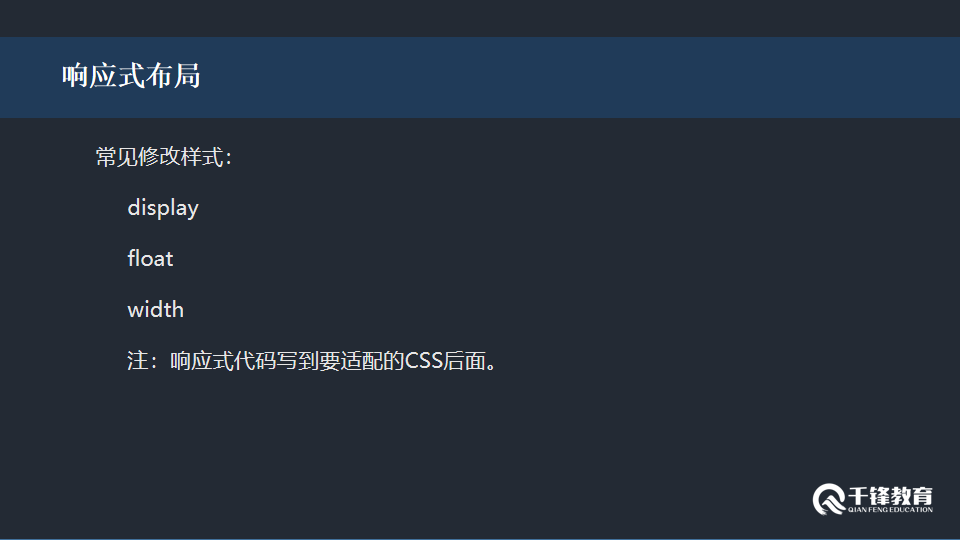 响应式布局
常见修改样式：
display
float
width
注：响应式代码写到要适配的CSS后面。
千锋教育
QIAN FENG EDUCATION